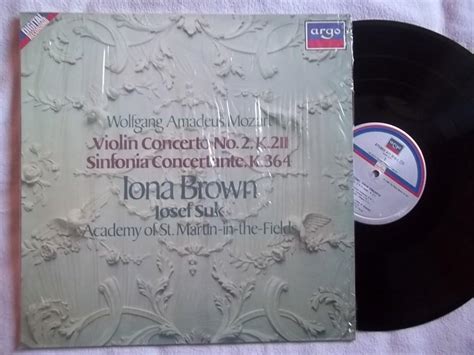 DIGITAL
argo
Wolfgang Amadeus Mozart
Violin Concerto No.2, K.211
Sinfonia Concertante, K.364
Iona Brown
Josef Suk
Academy of St. Martin-in-the-Fields